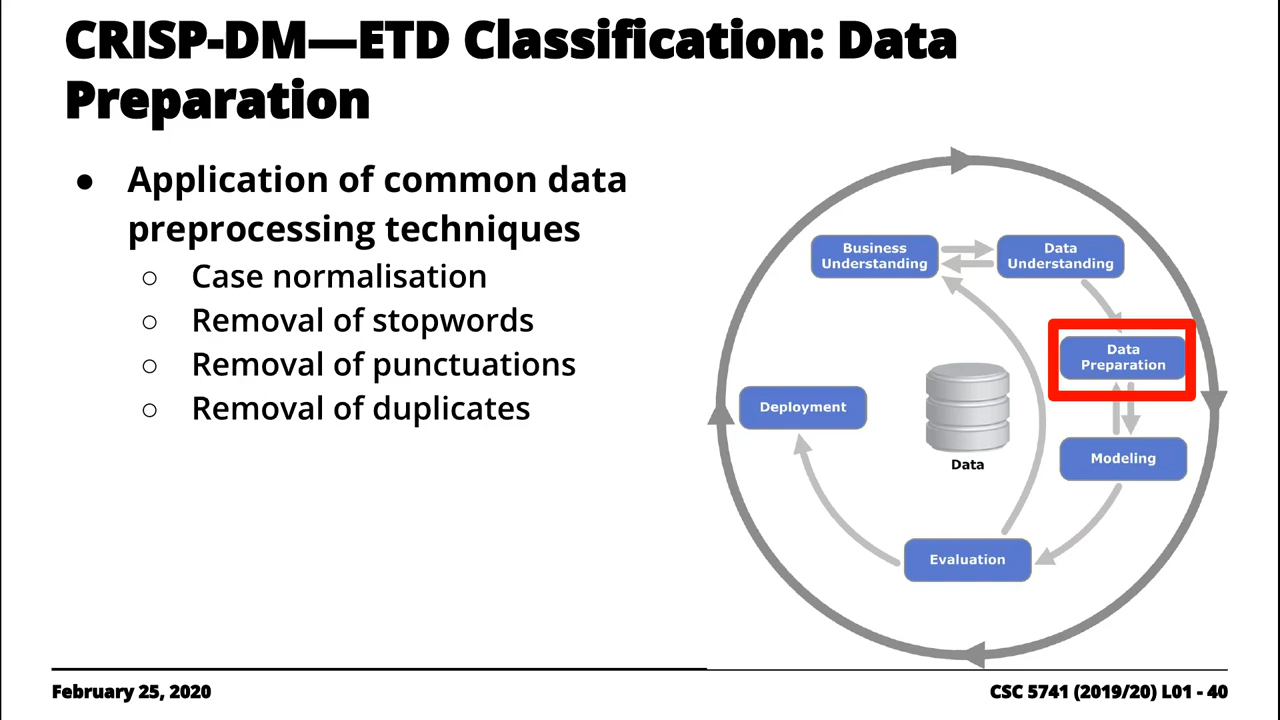 CRISP-DM—ETD Classification: Data
Preparation
● Application of common data
preprocessing techniques
○ Case normalisation
○ Removal of stopwords
○ Removal of punctuations
○ Removal of duplicates
Business
Understanding
Data
Understanding
Data
Preparation
Modeling
Evaluation
Deployment
Data
February 25, 2020
CSC 5741 (2019/20) L01 - 40